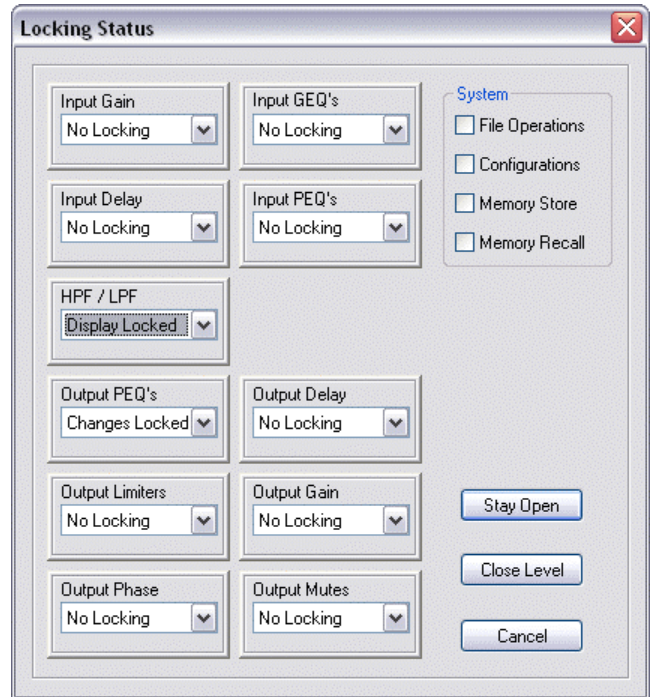 Locking Status
Input Gain
No Locking
Input GEQ's
No Locking
System
File Operations
Configurations
Memory Store
Memory Recall
Input Delay
No Locking
Input PEQ's
No Locking
HPF / LPF
Display Locked
Output PEQ's
Changes Locked
Output Delay
No Locking
Output Limiters
No Locking
Output Gain
No Locking
Output Phase
No Locking
Output Mutes
No Locking
Stay Open
Close Level
Cancel